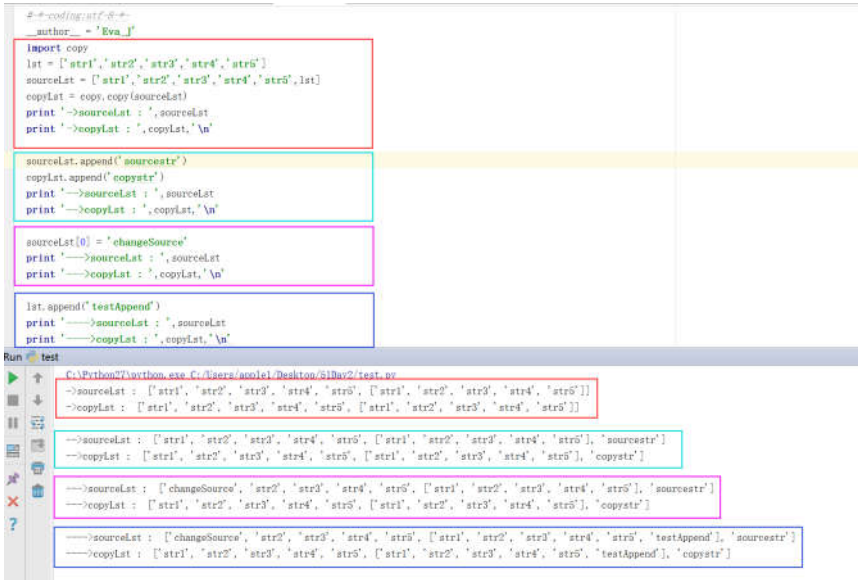 #-*-coding:utf-8-*-
__author__ = 'Eva_J'
import copy
lst = ['str1','str2','str3','str4','str5']
sourceLst = ['str1','str2','str3','str4','str5',lst]
copyLst = copy.copy(sourceLst)
print '->sourceLst : ',sourceLst
print '->copyLst : ',copyLst,'\n'
sourceLst.append('sourcestr')
copyLst.append('copystr')
print '-->sourceLst : ',sourceLst
print '-->copyLst : ',copyLst,'\n'
sourceLst[0] = 'changeSource'
print '--->sourceLst : ',sourceLst
print '--->copyLst : ',copyLst,'\n'
lst.append('testAppend')
print '---->sourceLst : ',sourceLst
print '---->copyLst : ',copyLst,'\n'
Run test
C:\Python27\python.exe C:/Users/apple1/Desktop/S1Day2/test.py
->sourceLst : ['str1', 'str2', 'str3', 'str4', 'str5', ['str1', 'str2', 'str3', 'str4', 'str5']]
->copyLst : ['str1', 'str2', 'str3', 'str4', 'str5', ['str1', 'str2', 'str3', 'str4', 'str5']]
-->sourceLst : ['str1', 'str2', 'str3', 'str4', 'str5', ['str1', 'str2', 'str3', 'str4', 'str5'], 'sourcestr']
-->copyLst : ['str1', 'str2', 'str3', 'str4', 'str5', ['str1', 'str2', 'str3', 'str4', 'str5'], 'copystr']
--->sourceLst : ['changeSource', 'str2', 'str3', 'str4', 'str5', ['str1', 'str2', 'str3', 'str4', 'str5'], 'sourcestr']
--->copyLst : ['str1', 'str2', 'str3', 'str4', 'str5', ['str1', 'str2', 'str3', 'str4', 'str5'], 'copystr']
---->sourceLst : ['changeSource', 'str2', 'str3', 'str4', 'str5', ['str1', 'str2', 'str3', 'str4', 'str5', 'testAppend'], 'sourcestr']
---->copyLst : ['str1', 'str2', 'str3', 'str4', 'str5', ['str1', 'str2', 'str3', 'str4', 'str5', 'testAppend'], 'copystr']